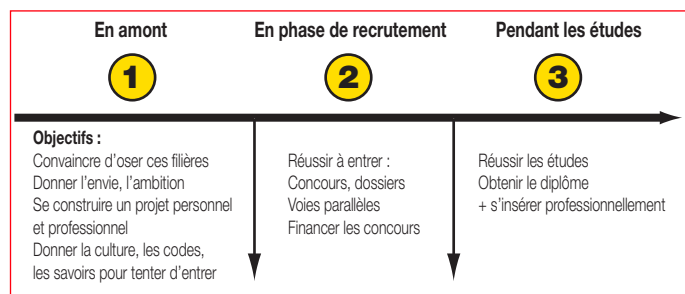 En amont
En phase de recrutement
Pendant les études
1
2
3
Objectifs :
Convaincre d'oser ces filières
Donner l'envie, l'ambition
Se construire un projet personnel
et professionnel
Donner la culture, les codes,
les savoirs pour tenter d'entrer
Réussir à entrer :
Concours, dossiers
Voies parallèles
Financer les concours
Réussir les études
Obtenir le diplôme
+ s'insérer professionnellement